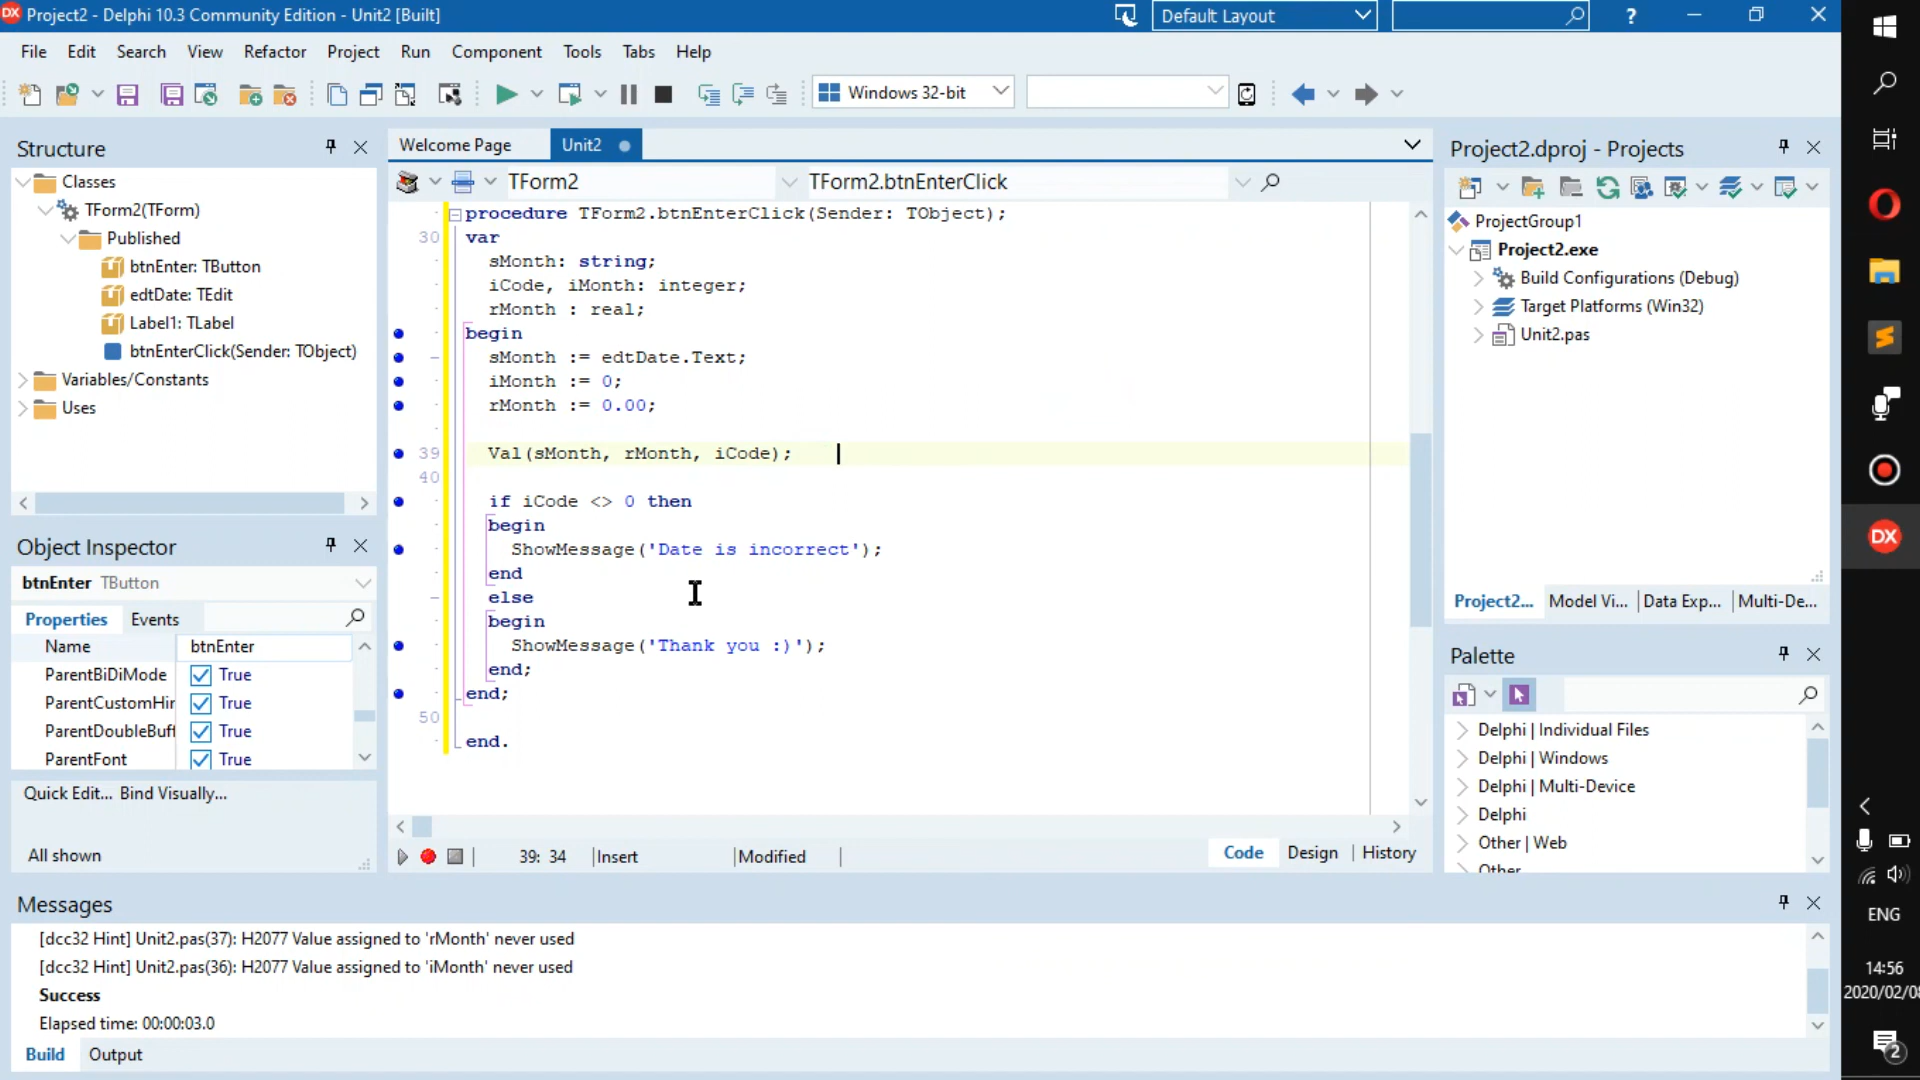 DX Project2 - Delphi 10.3 Community Edition - Unit2 [Built]
Default Layout
?
File Edit Search View Refactor Project Run Component Tools Tabs Help
Windows 32-bit
Structure
Classes
TForm2(TForm)
Published
btnEnter: TButton
edtDate: TEdit
Label1: TLabel
btnEnterClick(Sender: TObject)
Variables/Constants
Uses
Object Inspector
btnEnter TButton
Properties Events
Name btnEnter
ParentBiDiMode True
ParentCustomHin True
ParentDoubleBuff True
ParentFont True
Quick Edit... Bind Visually...
All shown
Welcome Page Unit2
TForm2 TForm2.btnEnterClick
procedure TForm2.btnEnterClick(Sender: TObject);
30 var
sMonth: string;
iCode, iMonth: integer;
rMonth : real;
begin
sMonth := edtDate.Text;
iMonth := 0;
rMonth := 0.00;
39 Val(sMonth, rMonth, iCode);
40
if iCode <> 0 then
begin
ShowMessage('Date is incorrect');
end
else
begin
ShowMessage('Thank you :)');
end;
end;
50
end.
39: 34 Insert Modified
Code Design History
Project2.dproj - Projects
ProjectGroup1
Project2.exe
Build Configurations (Debug)
Target Platforms (Win32)
Unit2.pas
Project2... Model Vi... Data Exp... Multi-De...
Palette
Delphi | Individual Files
Delphi | Windows
Delphi | Multi-Device
Delphi
Other | Web
Other
Messages
[dcc32 Hint] Unit2.pas(37): H2077 Value assigned to 'rMonth' never used
[dcc32 Hint] Unit2.pas(36): H2077 Value assigned to 'iMonth' never used
Success
Elapsed time: 00:00:03.0
Build Output
DX
ENG
14:56
2020/02/08
2